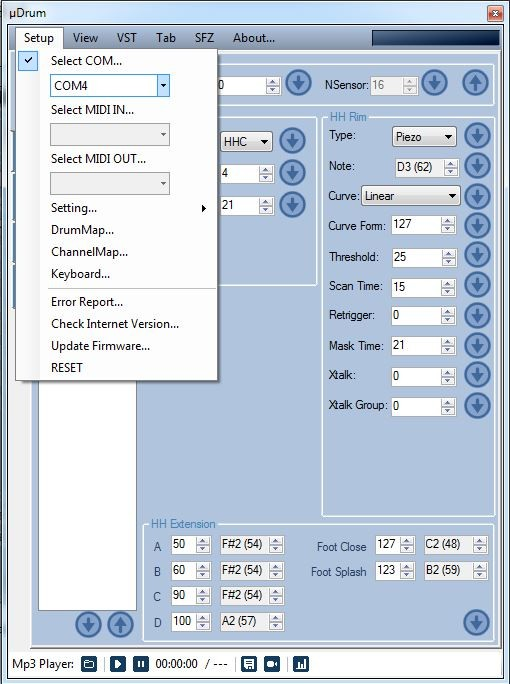 µDrum
Setup View VST Tab SFZ About...
Select COM...
COM4
Select MIDI IN...
Select MIDI OUT...
Setting...
DrumMap...
ChannelMap...
Keyboard...
Error Report...
Check Internet Version...
Update Firmware...
RESET
0 NSensor: 16
HHC
4
21
HH Rim
Type: Piezo
Note: D3 (62)
Curve: Linear
Curve Form: 127
Threshold: 25
Scan Time: 15
Retrigger: 0
Mask Time: 21
Xtalk: 0
Xtalk Group: 0
HH Extension
A 50 F#2 (54) Foot Close 127 C2 (48)
B 60 F#2 (54) Foot Splash 123 B2 (59)
C 90 F#2 (54)
D 100 A2 (57)
Mp3 Player: 00:00:00 / ---